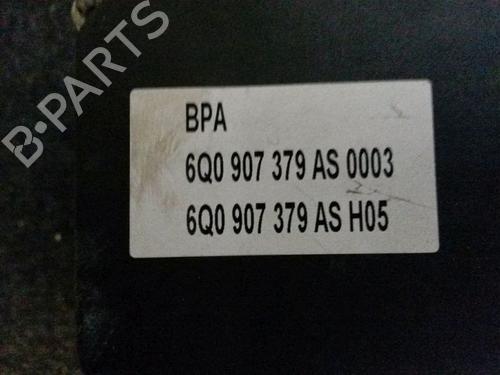 B-PARTS
BPA
6Q0 907 379 AS 0003
6Q0 907 379 AS H05